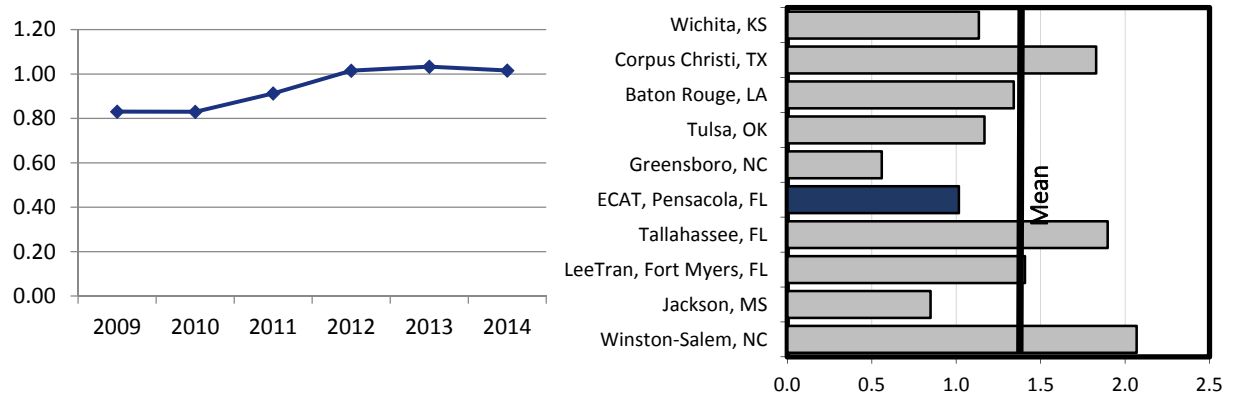 1.20
1.00
0.80
0.60
0.40
0.20
0.00
2009 2010 2011 2012 2013 2014
Wichita, KS
Corpus Christi, TX
Baton Rouge, LA
Tulsa, OK
Greensboro, NC
ECAT, Pensacola, FL
Tallahassee, FL
LeeTran, Fort Myers, FL
Jackson, MS
Winston-Salem, NC
Mean
0.0 0.5 1.0 1.5 2.0 2.5